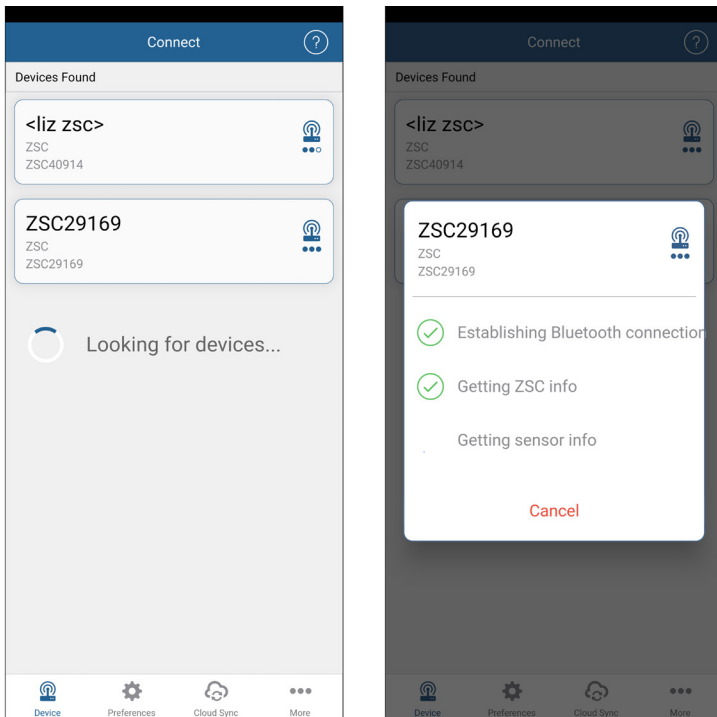 Connect
?
Devices Found
<liz zsc>
ZSC
ZSC40914
ZSC29169
ZSC
ZSC29169
Looking for devices...
Device
Preferences
Cloud Sync
More
Connect
?
Devices Found
<liz zsc>
ZSC
ZSC40914
ZSC29169
ZSC
ZSC29169
Establishing Bluetooth connection
Getting ZSC info
Getting sensor info
Cancel
Device
Preferences
Cloud Sync
More